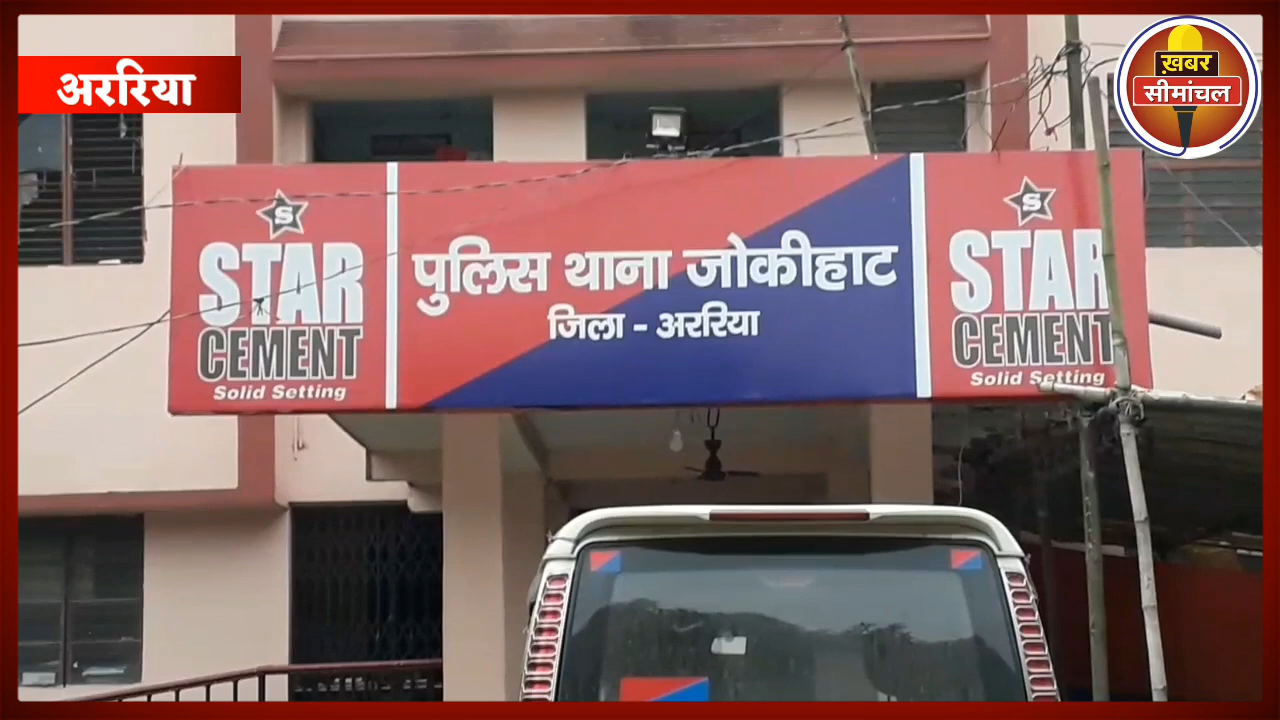 अररिया
ख़बर
सीमांचल
S
STAR
CEMENT
Solid Setting
पुलिस थाना जोकीहाट
जिला - अररिया
S
STAR
CEMENT
Solid Setting